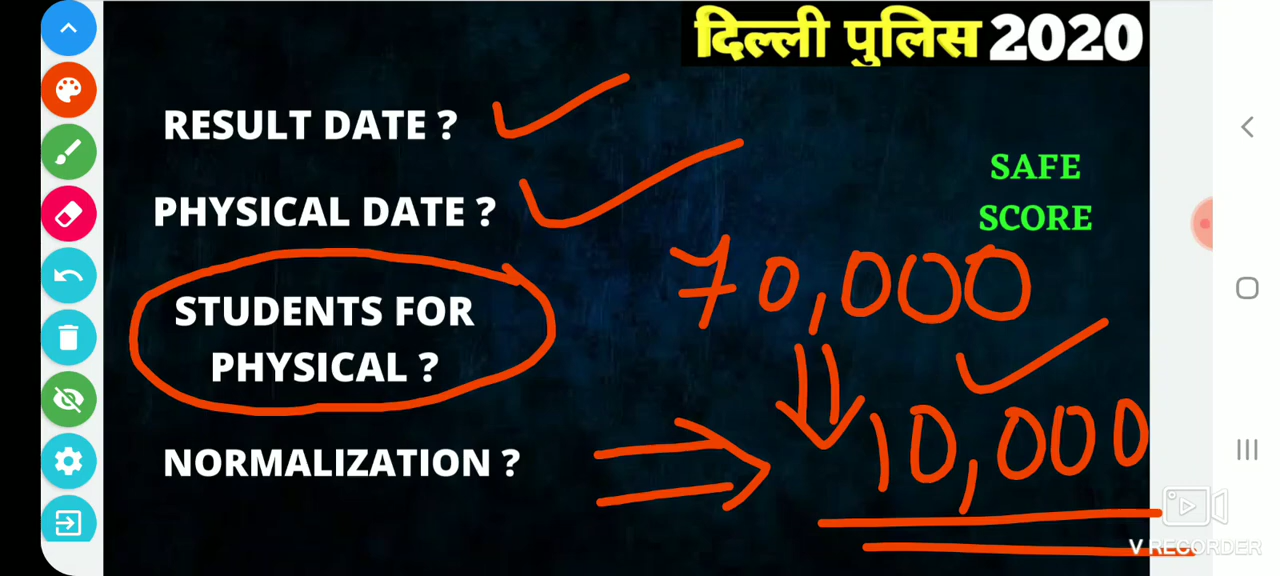 दिल्ली पुलिस 2020
RESULT DATE ?
SAFE
SCORE
PHYSICAL DATE ?
70,000
STUDENTS FOR
PHYSICAL ?
10,000
NORMALIZATION ?
V RECORDER